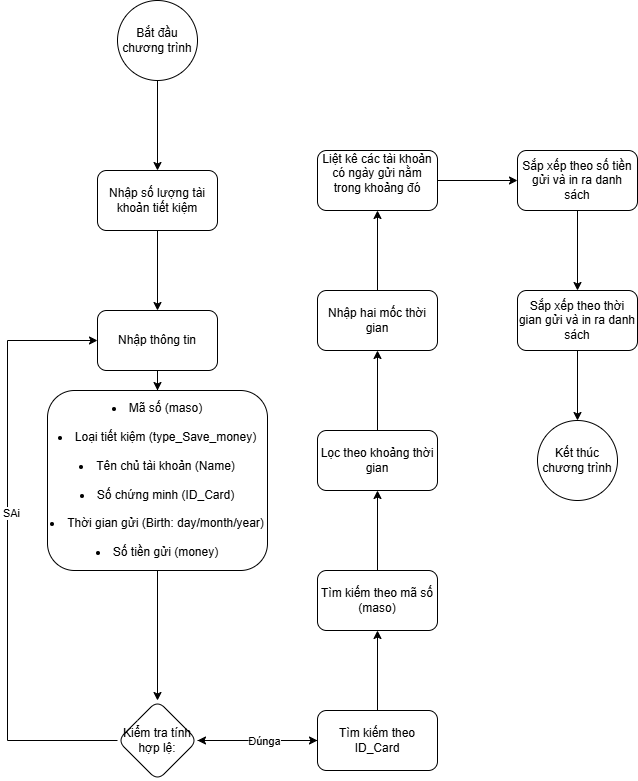 Bắt đầu
chương trình
Nhập số lượng tài
khoản tiết kiệm
Nhập thông tin
• Mã số (maso)
• Loại tiết kiệm (type_Save_money)
• Tên chủ tài khoản (Name)
• Số chứng minh (ID_Card)
• Thời gian gửi (Birth: day/month/year)
• Số tiền gửi (money)
SAi
Kiểm tra tính
hợp lệ:
Đúnga
Tìm kiếm theo
ID_Card
Tìm kiếm theo mã số
(maso)
Lọc theo khoảng thời
gian
Nhập hai mốc thời
gian
Liệt kê các tài khoản
có ngày gửi nằm
trong khoảng đó
Sắp xếp theo số tiền
gửi và in ra danh
sách
Sắp xếp theo thời
gian gửi và in ra danh
sách
Kết thúc
chương trình